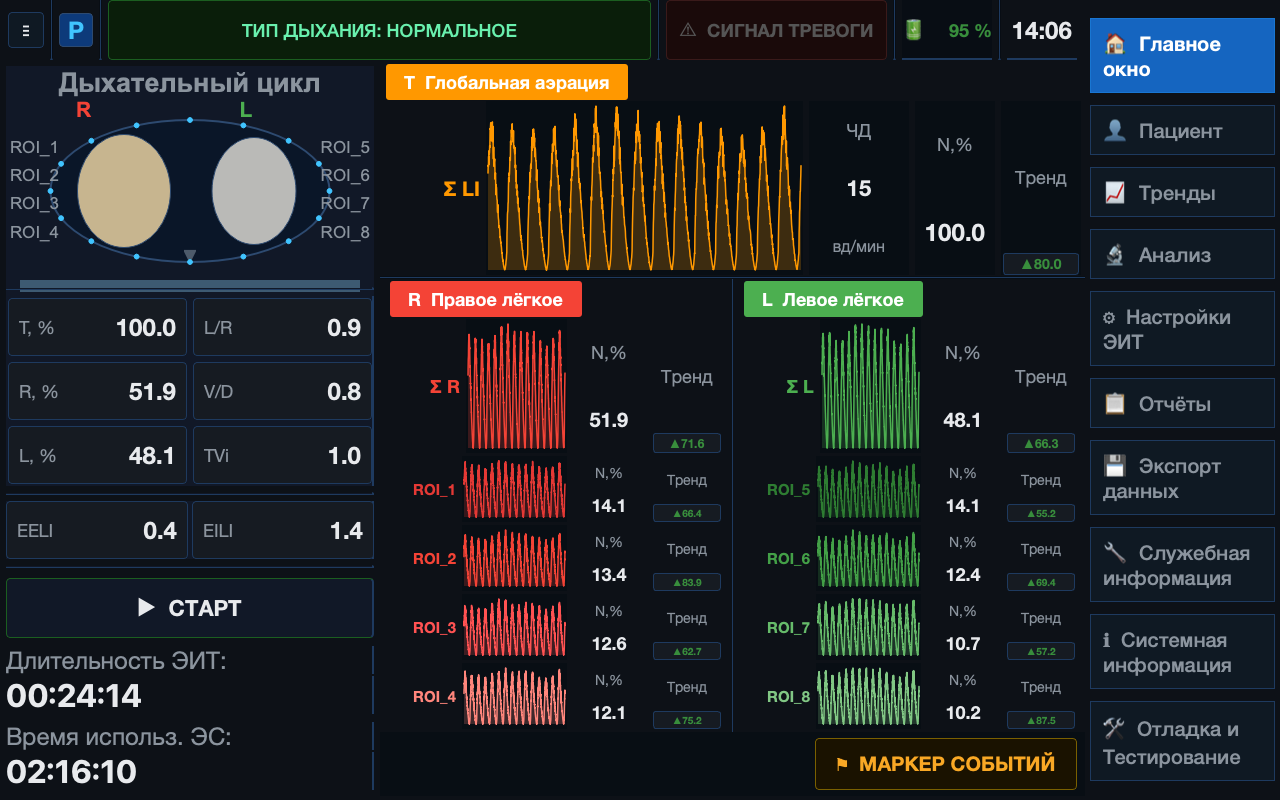 P
ТИП ДЫХАНИЯ: НОРМАЛЬНОЕ
⚠ СИГНАЛ ТРЕВОГИ
95 %
14:06
Дыхательный цикл
R
L
ROI_1
ROI_2
ROI_3
ROI_4
ROI_5
ROI_6
ROI_7
ROI_8
T, %
100.0
L/R
0.9
R, %
51.9
V/D
0.8
L, %
48.1
TVi
1.0
EELI
0.4
EILI
1.4
▶ СТАРТ
Длительность ЭИТ:
00:24:14
Время использ. ЭС:
02:16:10
T Глобальная аэрация
Σ LI
ЧД
15
вд/мин
N,%
100.0
Тренд
▲80.0
R Правое лёгкое
Σ R
N,%
51.9
Тренд
▲71.6
ROI_1
N,%
14.1
Тренд
▲66.4
ROI_2
N,%
13.4
Тренд
▲83.9
ROI_3
N,%
12.6
Тренд
▲62.7
ROI_4
N,%
12.1
Тренд
▲75.2
L Левое лёгкое
Σ L
N,%
48.1
Тренд
▲66.3
ROI_5
N,%
14.1
Тренд
▲55.2
ROI_6
N,%
12.4
Тренд
▲69.4
ROI_7
N,%
10.7
Тренд
▲57.2
ROI_8
N,%
10.2
Тренд
▲87.5
⚑ МАРКЕР СОБЫТИЙ
Главное
окно
Пациент
Тренды
Анализ
Настройки
ЭИТ
Отчёты
Экспорт
данных
Служебная
информация
ℹ Системная
информация
Отладка и
Тестирование